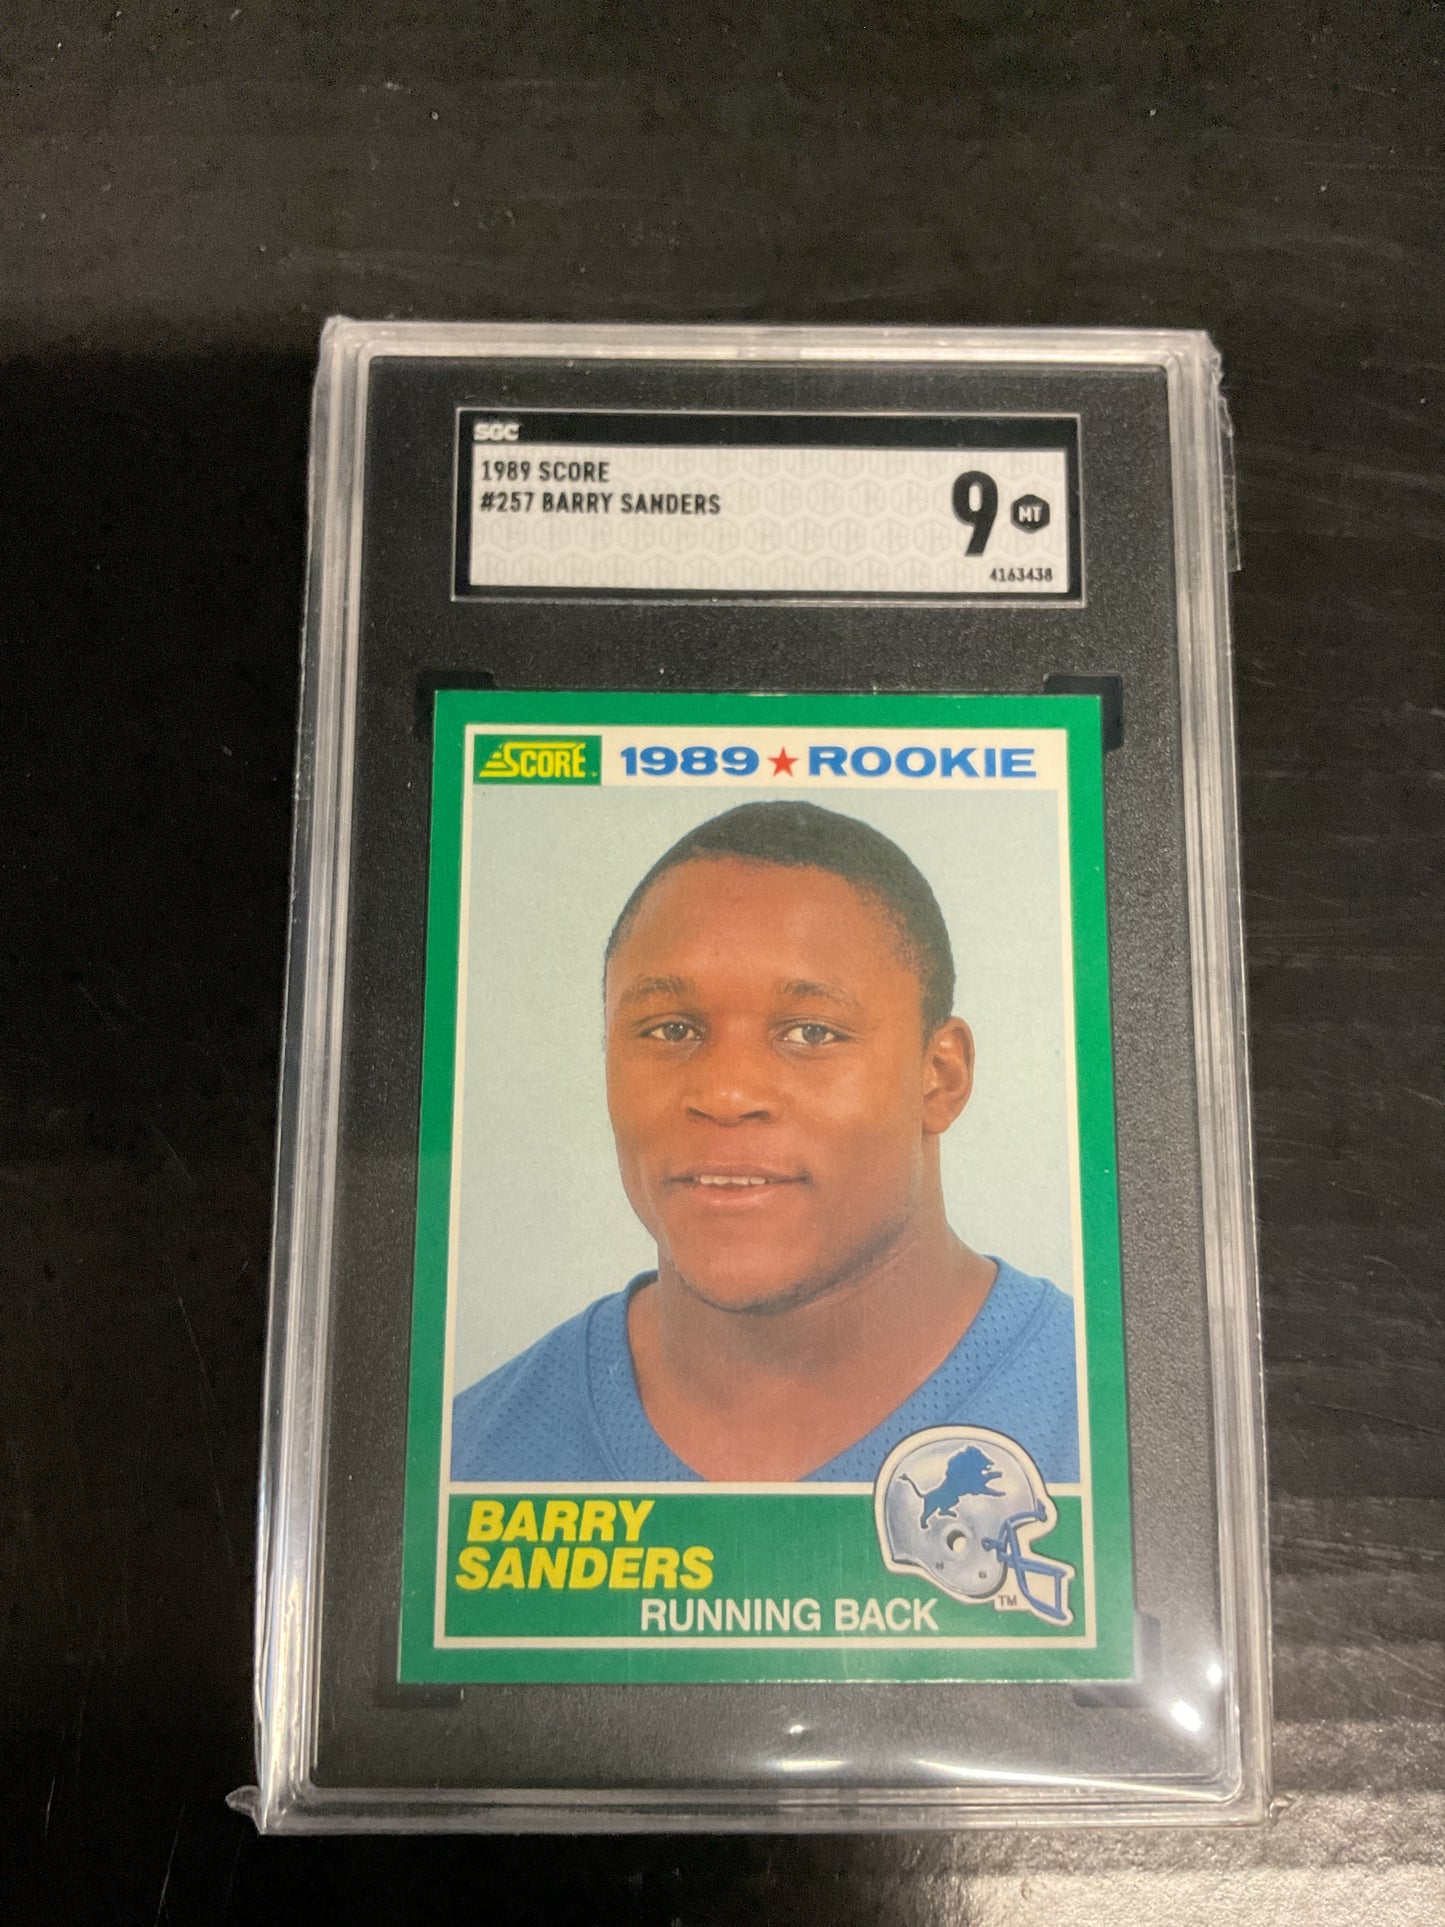 SGC
1989 SCORE
#257 BARRY SANDERS
9 MT
4163438
SCORE 1989 ★ ROOKIE
BARRY
SANDERS
RUNNING BACK
TM